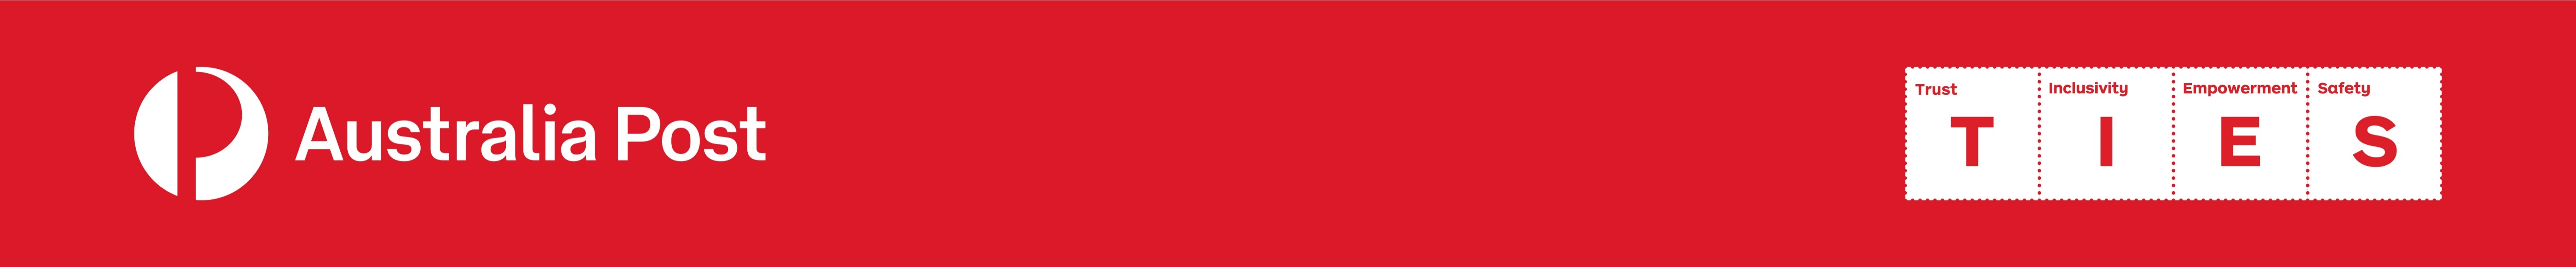 Australia Post
Trust Inclusivity Empowerment Safety
T I E S